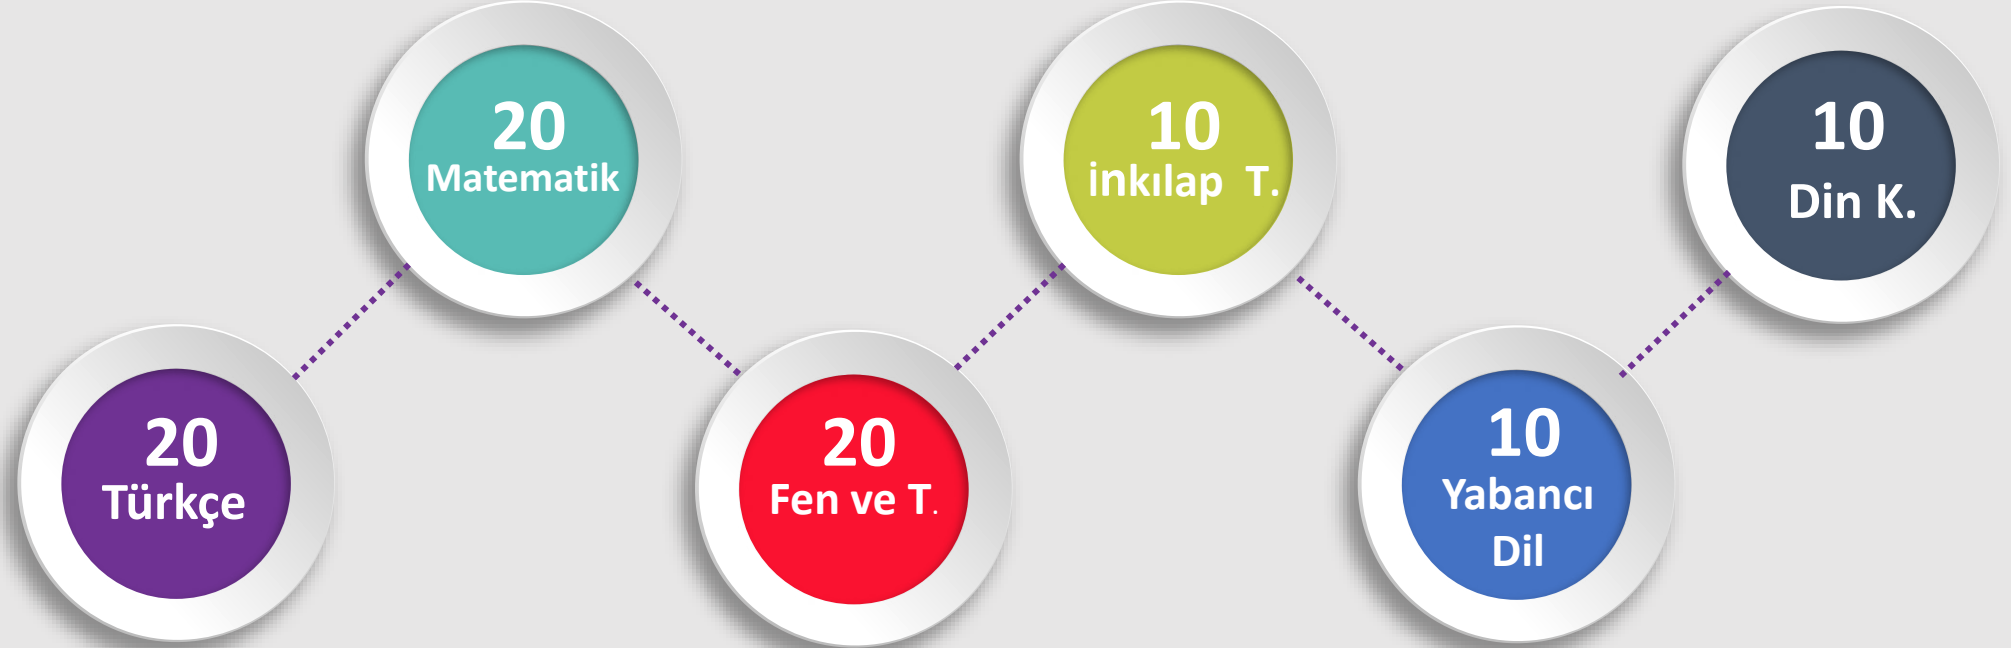 20
Türkçe
20
Matematik
20
Fen ve T.
10
inkılap T.
10
Yabancı
Dil
10
Din K.